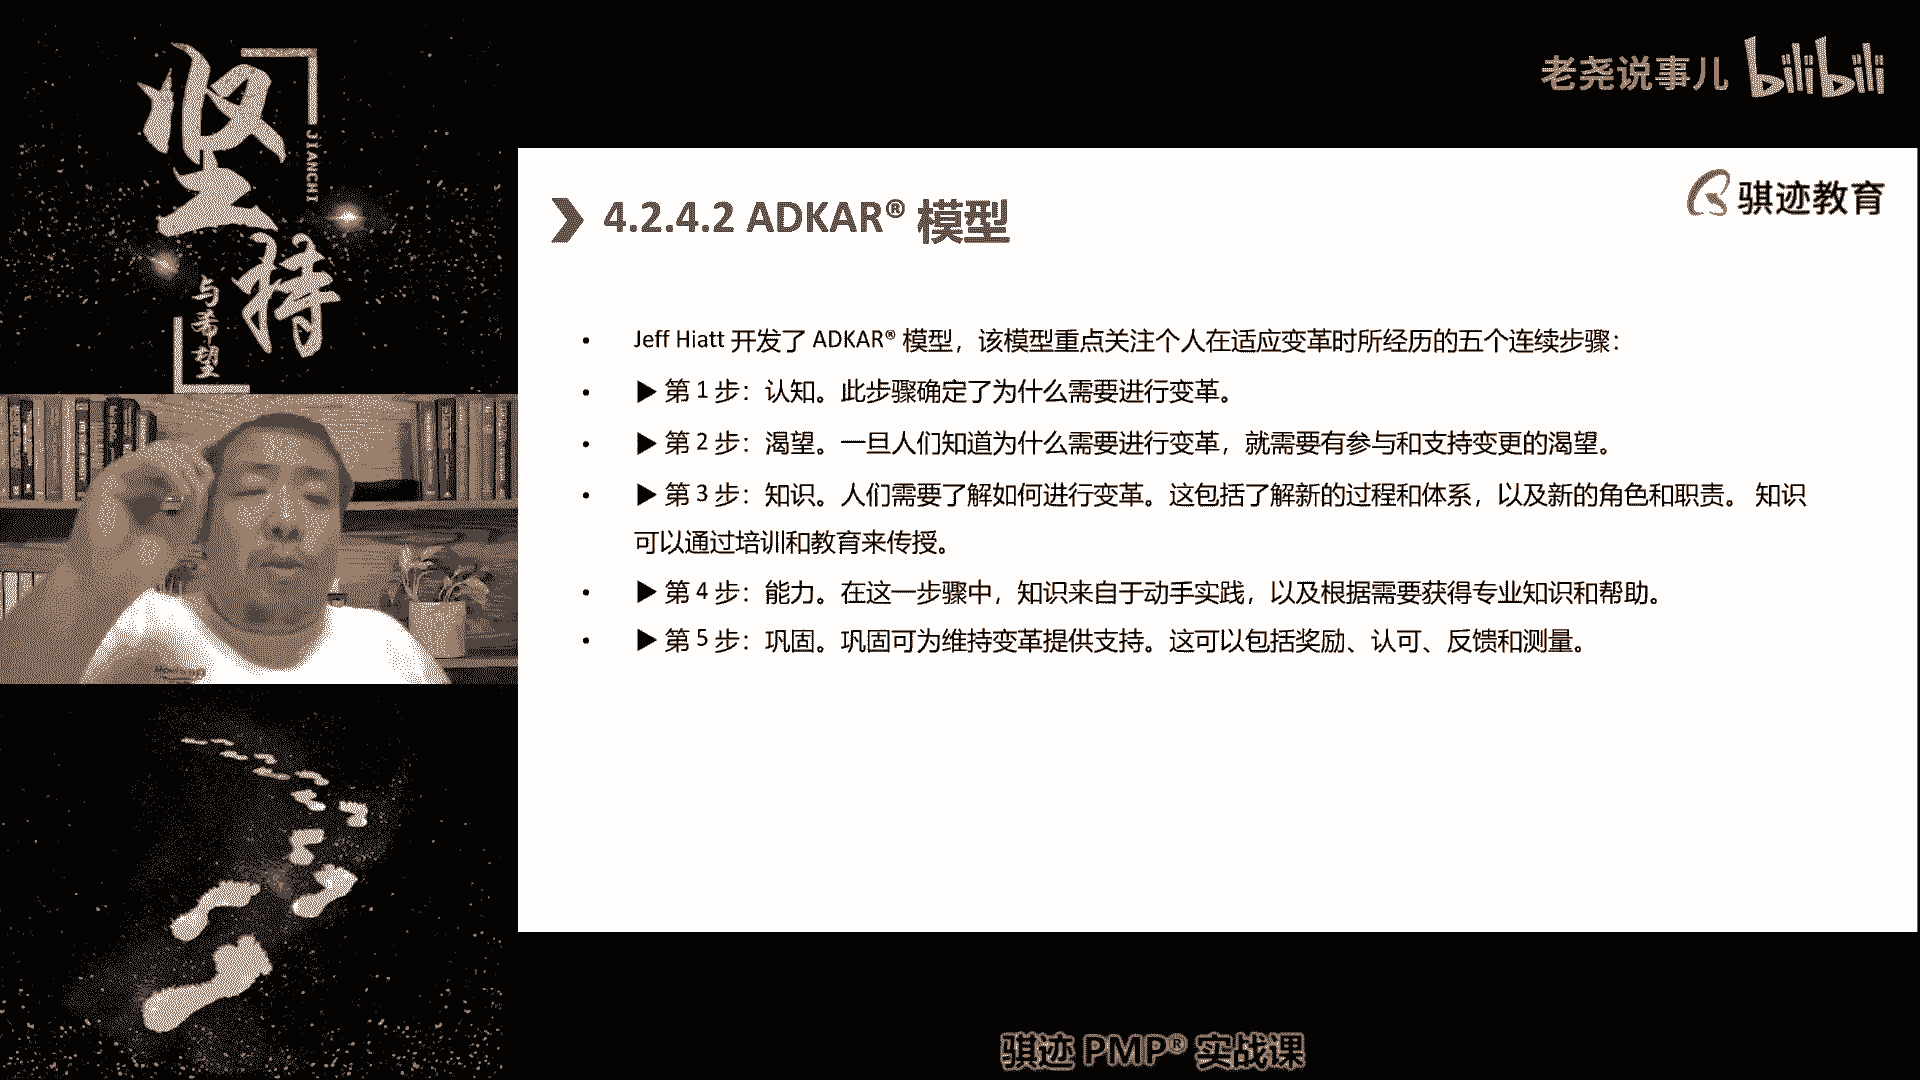 坚持
JIANCHI
与希望
老尧说事儿 bilibili
骐迹教育
4.2.4.2 ADKAR® 模型
• Jeff Hiatt 开发了 ADKAR® 模型，该模型重点关注个人在适应变革时所经历的五个连续步骤：
• ▶ 第 1 步：认知。此步骤确定了为什么需要进行变革。
• ▶ 第 2 步：渴望。一旦人们知道为什么需要进行变革，就需要有参与和支持变更的渴望。
• ▶ 第 3 步：知识。人们需要了解如何进行变革。这包括了解新的过程和体系，以及新的角色和职责。 知识
可以通过培训和教育来传授。
• ▶ 第 4 步：能力。在这一步骤中，知识来自于动手实践，以及根据需要获得专业知识和帮助。
• ▶ 第 5 步：巩固。巩固可为维持变革提供支持。这可以包括奖励、认可、反馈和测量。
骐迹 PMP® 实战课